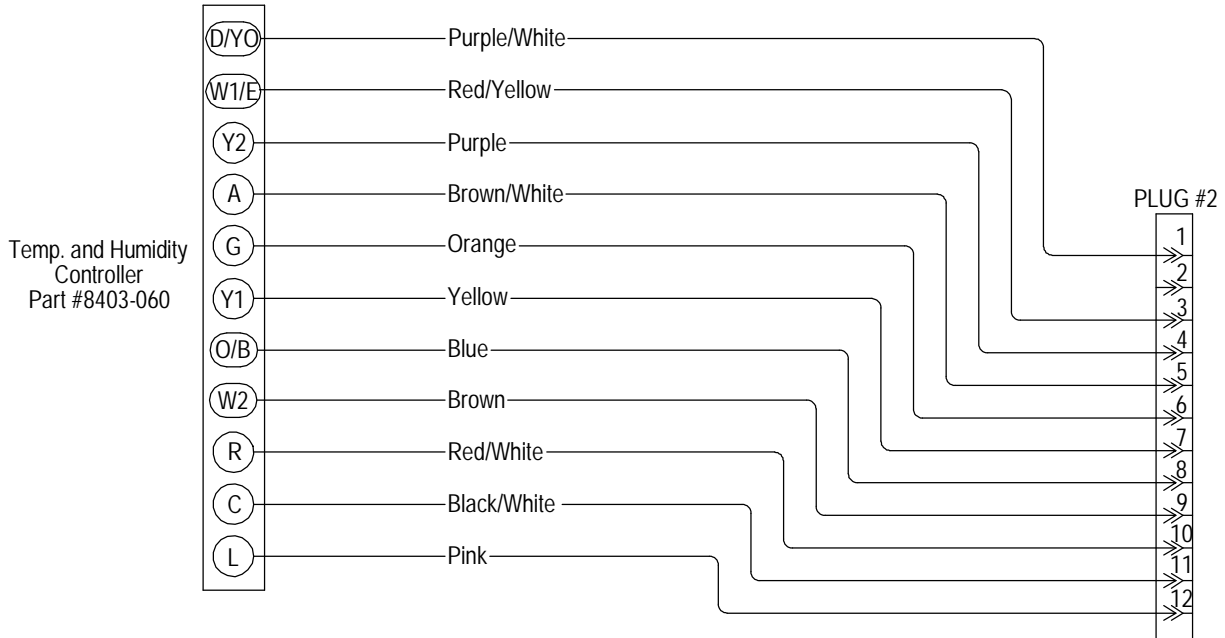 D/YO Purple/White
W1/E Red/Yellow
Y2 Purple
A Brown/White
G Orange
Y1 Yellow
O/B Blue
W2 Brown
R Red/White
C Black/White
L Pink
Temp. and Humidity
Controller
Part #8403-060
PLUG #2
1
2
3
4
5
6
7
8
9
10
11
12